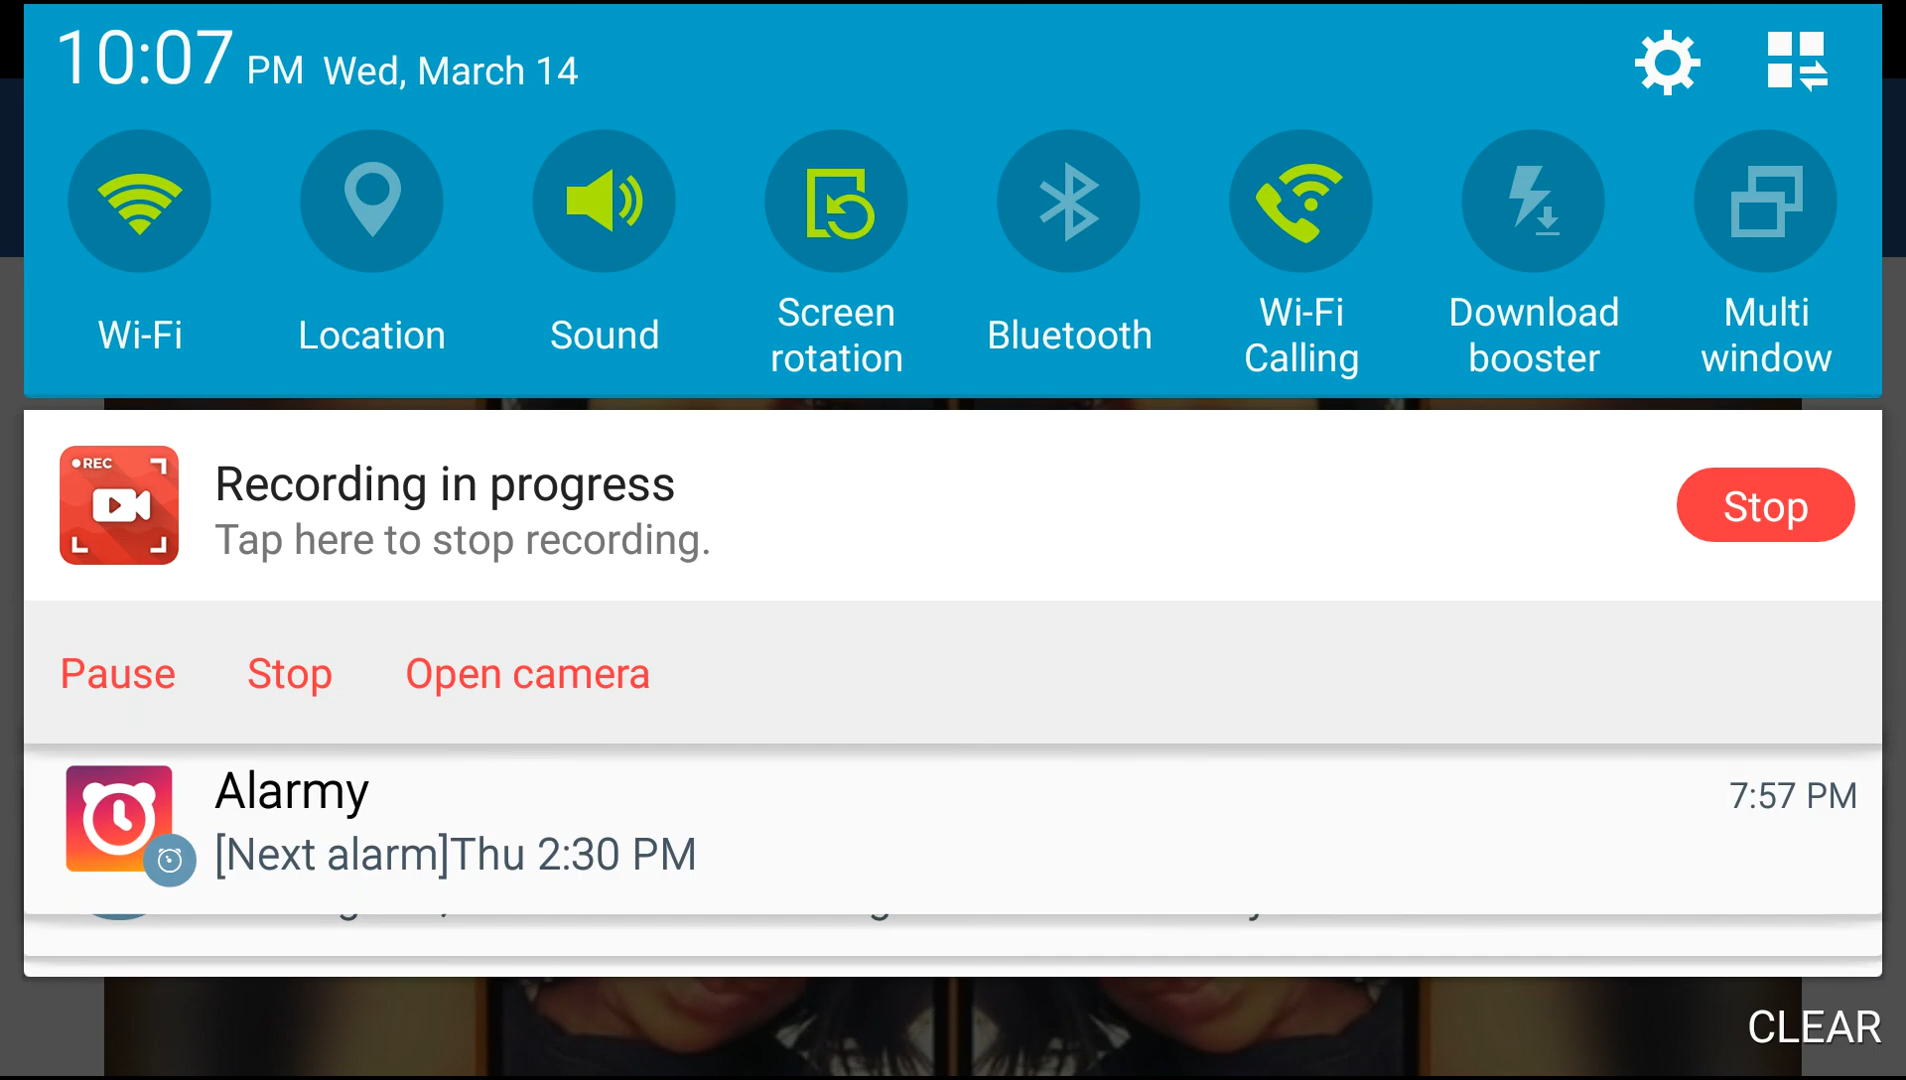 10:07 PM Wed, March 14
Wi-Fi
Location
Sound
Screen
rotation
Bluetooth
Wi-Fi
Calling
Download
booster
Multi
window
REC
Recording in progress
Tap here to stop recording.
Stop
Pause Stop Open camera
Alarmy
7:57 PM
[Next alarm]Thu 2:30 PM
CLEAR